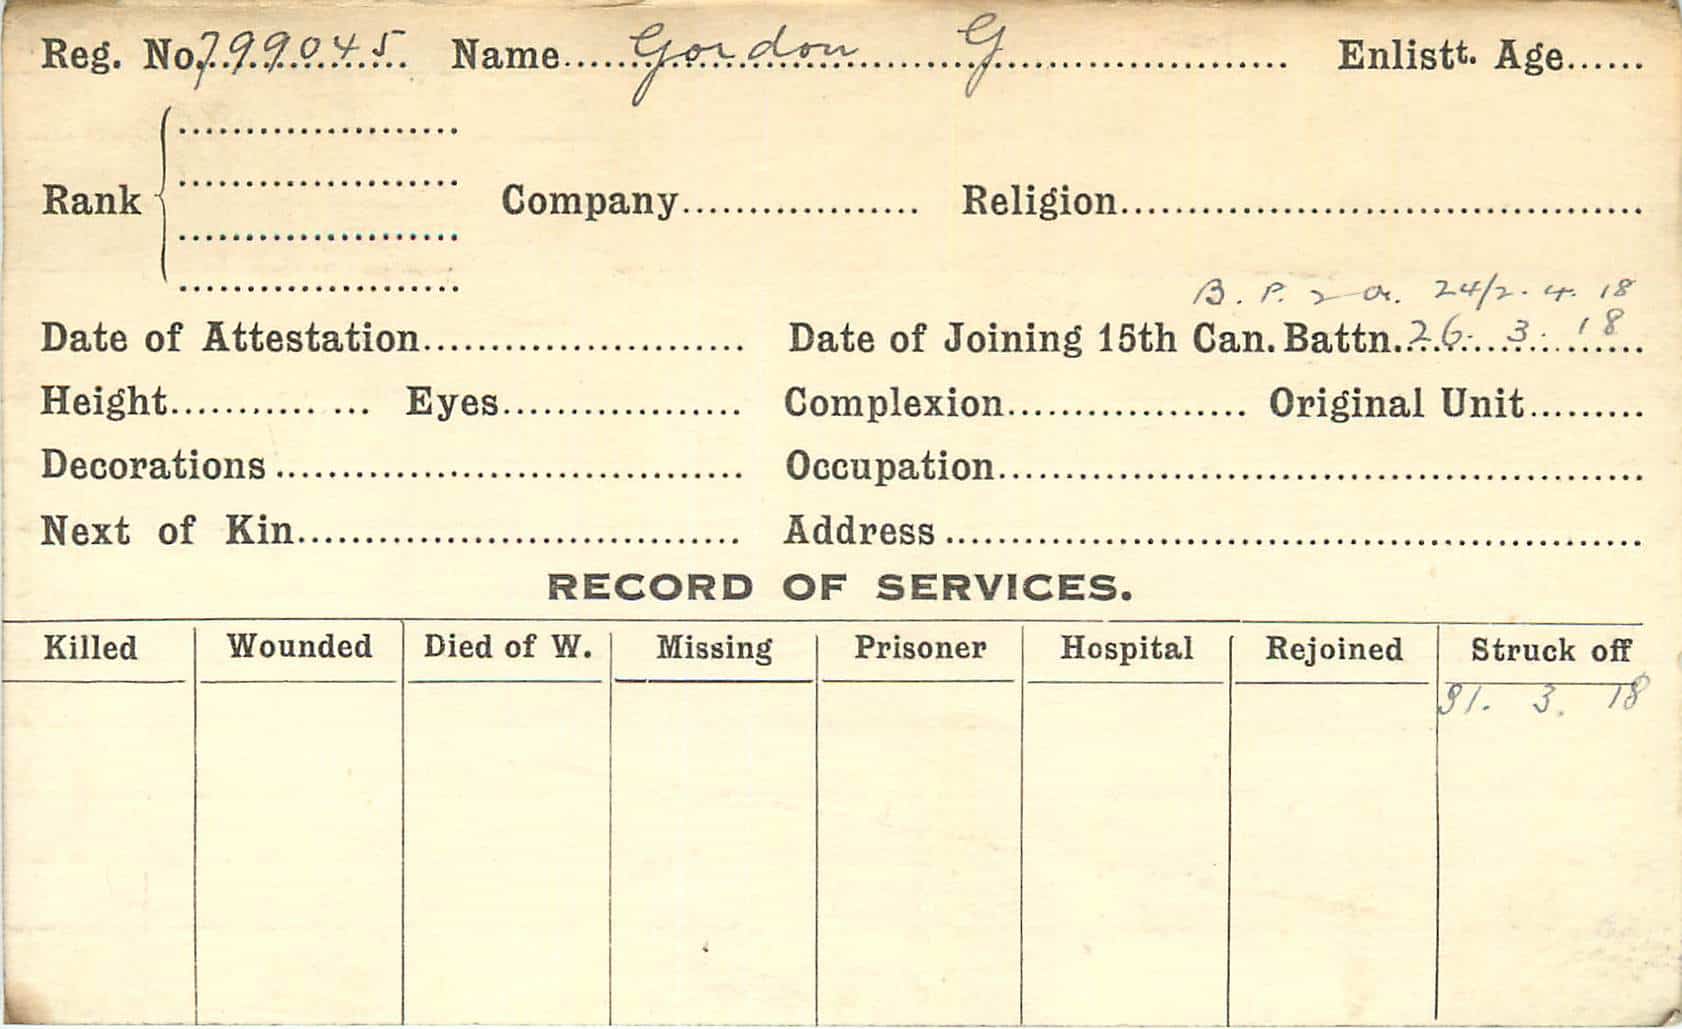 Reg. No. 799045 Name Gordon G Enlistt. Age
Rank Company Religion
B. P. 2 Or. 24/2. 4. 18
Date of Attestation Date of Joining 15th Can. Battn. 26. 3. 18
Height Eyes Complexion Original Unit
Decorations Occupation
Next of Kin Address
RECORD OF SERVICES.
Killed Wounded Died of W. Missing Prisoner Hospital Rejoined Struck off
31. 3. 18